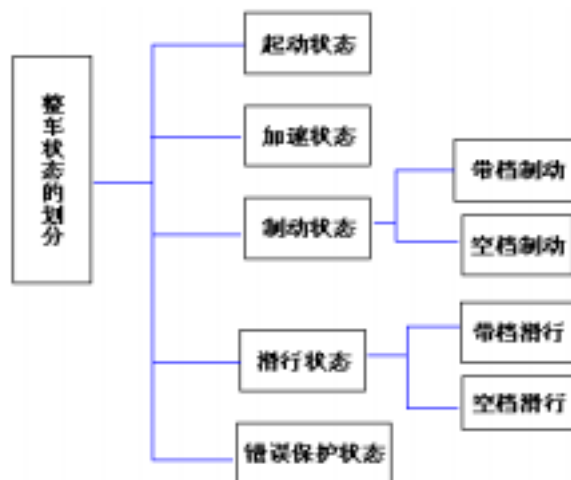 整车状态的划分
起动状态
加速状态
制动状态
带档制动
空档制动
滑行状态
带档滑行
空档滑行
错误保护状态